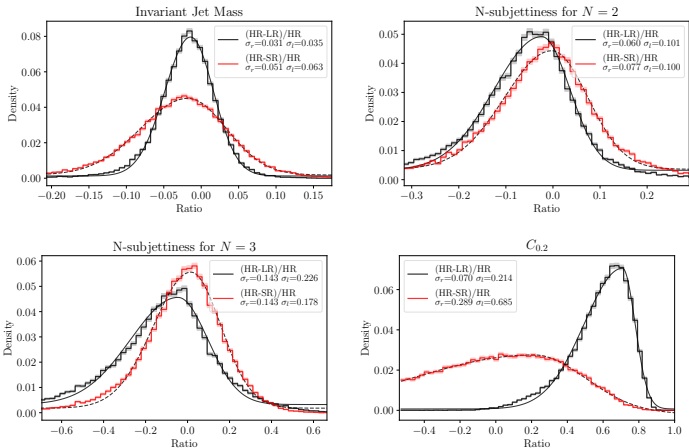 Invariant Jet Mass
(HR-LR)/HR
σr=0.031 σl=0.035
(HR-SR)/HR
σr=0.051 σl=0.063
Density
0.08
0.06
0.04
0.02
0.00
−0.20 −0.15 −0.10 −0.05 0.00 0.05 0.10 0.15
Ratio
N-subjettiness for N = 2
(HR-LR)/HR
σr=0.060 σl=0.101
(HR-SR)/HR
σr=0.077 σl=0.100
Density
0.05
0.04
0.03
0.02
0.01
0.00
−0.3 −0.2 −0.1 0.0 0.1 0.2
Ratio
N-subjettiness for N = 3
(HR-LR)/HR
σr=0.143 σl=0.226
(HR-SR)/HR
σr=0.143 σl=0.178
Density
0.06
0.05
0.04
0.03
0.02
0.01
0.00
−0.6 −0.4 −0.2 0.0 0.2 0.4 0.6
Ratio
C0.2
(HR-LR)/HR
σr=0.070 σl=0.214
(HR-SR)/HR
σr=0.289 σl=0.685
Density
0.06
0.04
0.02
0.00
−0.4 −0.2 0.0 0.2 0.4 0.6 0.8 1.0
Ratio